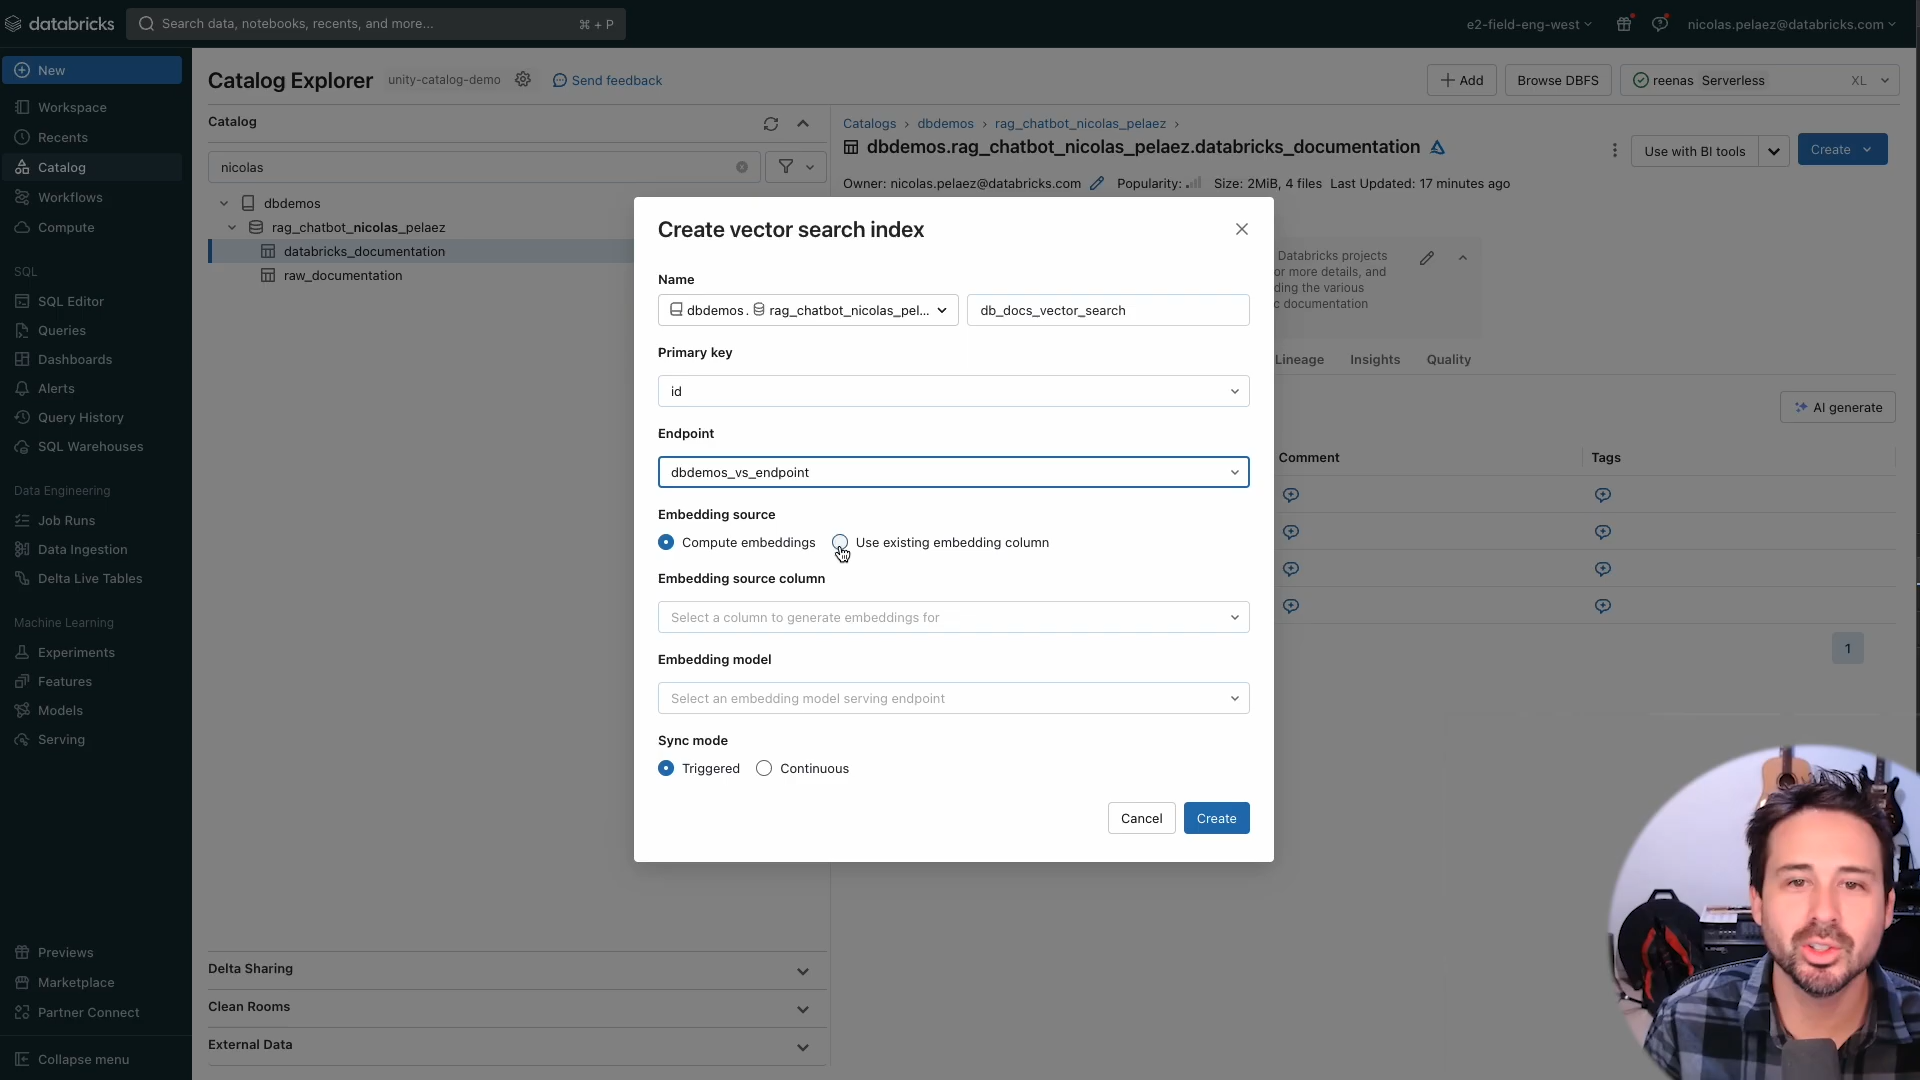 databricks
Search data, notebooks, recents, and more...
⌘ + P
e2-field-eng-west
nicolas.pelaez@databricks.com
New
Workspace
Recents
Catalog
Workflows
Compute
SQL
SQL Editor
Queries
Dashboards
Alerts
Query History
SQL Warehouses
Data Engineering
Job Runs
Data Ingestion
Delta Live Tables
Machine Learning
Experiments
Features
Models
Serving
Previews
Marketplace
Partner Connect
Collapse menu
Catalog Explorer
unity-catalog-demo
Send feedback
Add
Browse DBFS
reenas Serverless
XL
Catalog
nicolas
dbdemos
rag_chatbot_nicolas_pelaez
databricks_documentation
raw_documentation
Delta Sharing
Clean Rooms
External Data
Catalogs › dbdemos › rag_chatbot_nicolas_pelaez ›
dbdemos.rag_chatbot_nicolas_pelaez.databricks_documentation
Use with BI tools
Create
Owner: nicolas.pelaez@databricks.com
Popularity:
Size: 2MiB, 4 files
Last Updated: 17 minutes ago
Databricks projects
or more details, and
ding the various
c documentation
Lineage
Insights
Quality
AI generate
Comment
Tags
1
Create vector search index
Name
dbdemos. rag_chatbot_nicolas_pel...
db_docs_vector_search
Primary key
id
Endpoint
dbdemos_vs_endpoint
Embedding source
Compute embeddings
Use existing embedding column
Embedding source column
Select a column to generate embeddings for
Embedding model
Select an embedding model serving endpoint
Sync mode
Triggered
Continuous
Cancel
Create